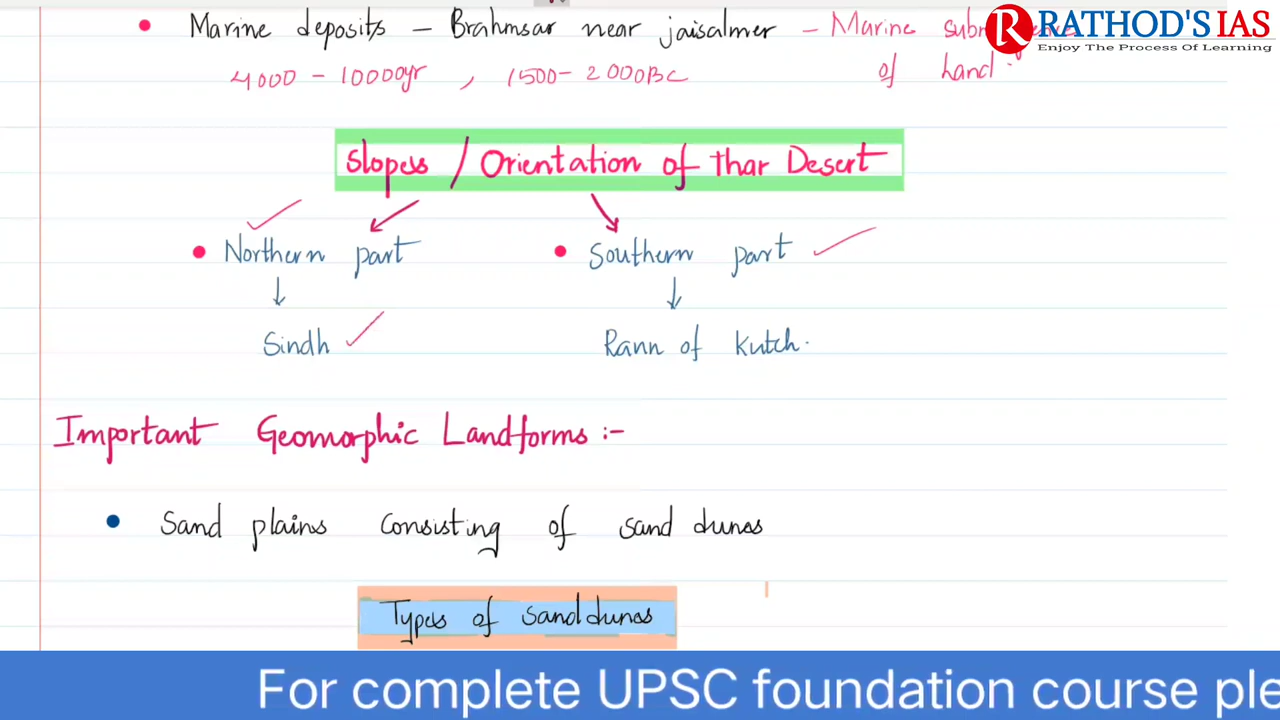 Marine deposits – Brahmsar near jaisalmer – Marine
4000 – 10000yr , 1500– 2000BC of land
RATHOD'S IAS
Enjoy The Process Of Learning
Slopes / Orientation of Thar Desert
Northern part
Southern part
Sindh
Rann of Kutch.
Important Geomorphic Landforms :-
Sand plains Consisting of sand dunes
Types of Sanddunes
For complete UPSC foundation course ple